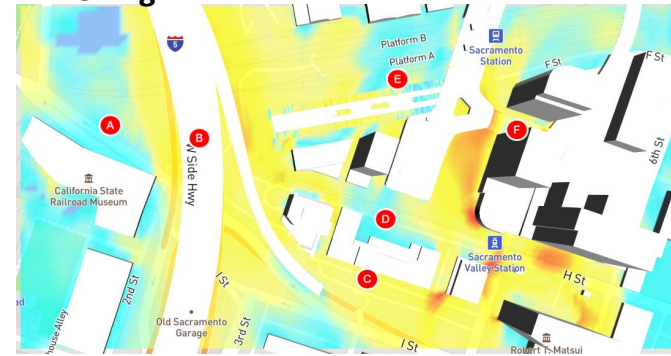 5
Platform B
Platform A
Sacramento
Station
F St
F St
E
A
B
F
W Side Hwy
6th St
California State
Railroad Museum
D
Sacramento
Valley Station
2nd St
C
H St
I St
Old Sacramento
Garage
3rd St
I St
Robert T. Matsui